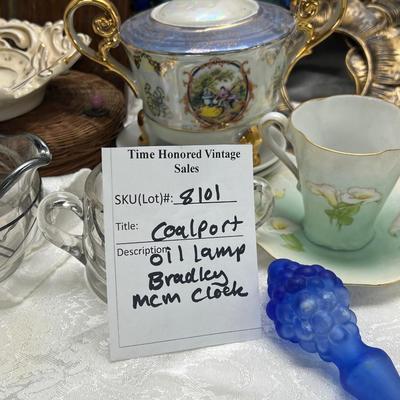 Time Honored Vintage
Sales
SKU(Lot)#: 8101
Title: Coalport
Description: Oil Lamp
Bradley
MCM Clock